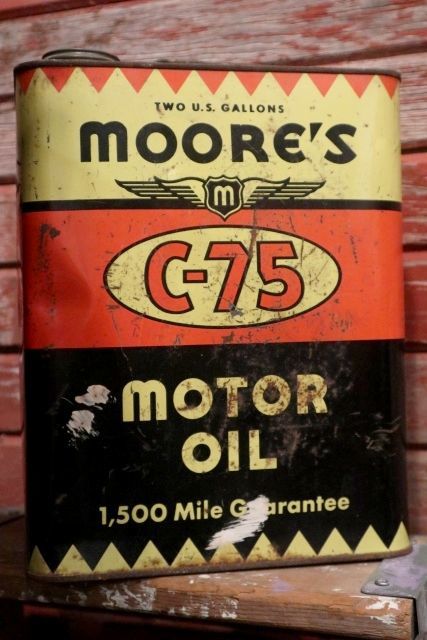 TWO U.S. GALLONS
MOORE'S
m
C-75
MOTOR
OIL
1,500 Mile Guarantee